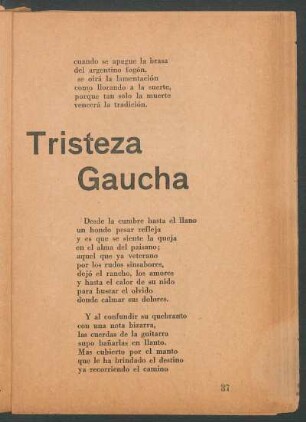 cuando se apague la brasa
del argentino fogón,
se oirá la lamentación
como llorando a la suerte,
porque tan sólo la muerte
vencerá la tradición.
Tristeza
Gaucha
Desde la cumbre hasta el llano
un hondo pesar refleja
y es que se siente la queja
en el alma del paisano;
aquel que ya veterano
por los rudos sinsabores,
dejó el rancho, los amores
y hasta el calor de su nido
para buscar el olvido
donde calmar sus dolores.
Y al confundir su quebranto
con una nota bizarra,
las cuerdas de la guitarra
supo bañarlas en llanto.
Mas cubierto por el manto
que le ha brindado el destino
va recorriendo el camino
37